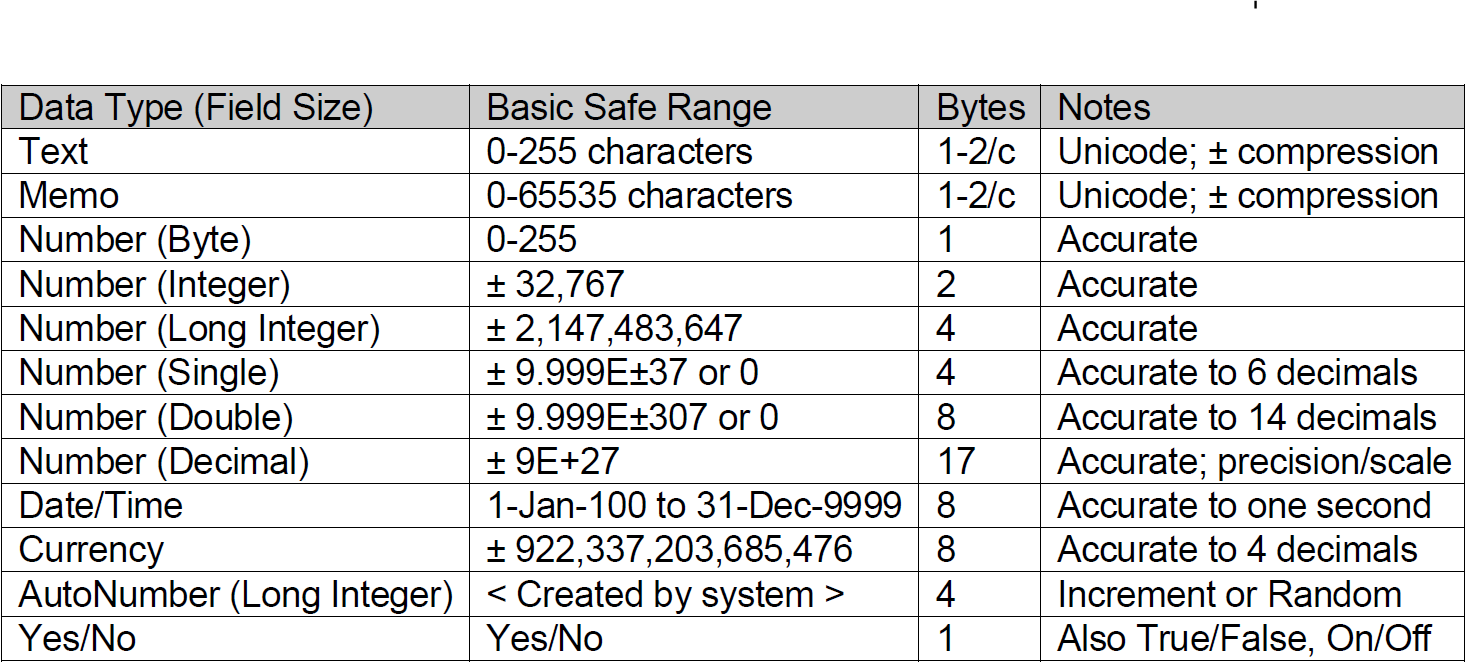 Data Type (Field Size) Basic Safe Range Bytes Notes
Text 0-255 characters 1-2/c Unicode; ± compression
Memo 0-65535 characters 1-2/c Unicode; ± compression
Number (Byte) 0-255 1 Accurate
Number (Integer) ± 32,767 2 Accurate
Number (Long Integer) ± 2,147,483,647 4 Accurate
Number (Single) ± 9.999E±37 or 0 4 Accurate to 6 decimals
Number (Double) ± 9.999E±307 or 0 8 Accurate to 14 decimals
Number (Decimal) ± 9E+27 17 Accurate; precision/scale
Date/Time 1-Jan-100 to 31-Dec-9999 8 Accurate to one second
Currency ± 922,337,203,685,476 8 Accurate to 4 decimals
AutoNumber (Long Integer) < Created by system > 4 Increment or Random
Yes/No Yes/No 1 Also True/False, On/Off